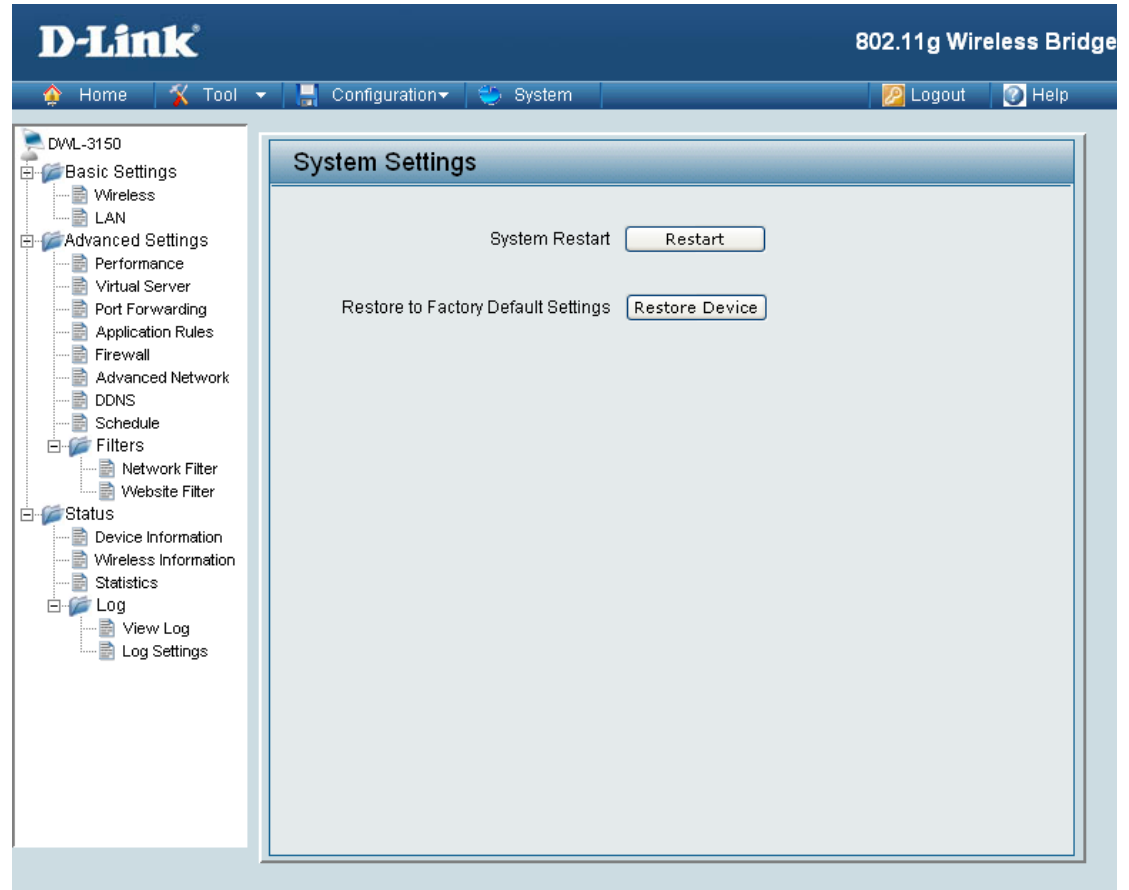 D-Link
802.11g Wireless Bridge
Home Tool Configuration System Logout Help
DWL-3150
Basic Settings
Wireless
LAN
Advanced Settings
Performance
Virtual Server
Port Forwarding
Application Rules
Firewall
Advanced Network
DDNS
Schedule
Filters
Network Filter
Website Filter
Status
Device Information
Wireless Information
Statistics
Log
View Log
Log Settings
System Settings
System Restart Restart
Restore to Factory Default Settings Restore Device